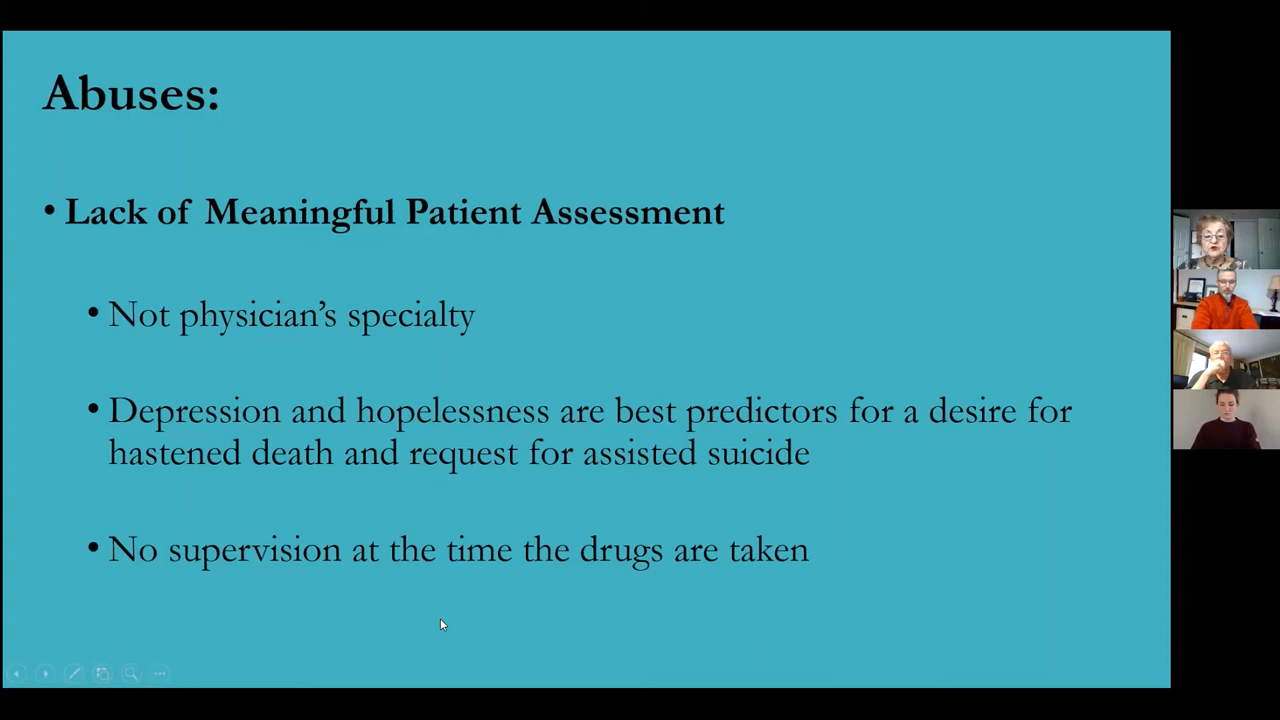 Abuses:
• Lack of Meaningful Patient Assessment
• Not physician’s specialty
• Depression and hopelessness are best predictors for a desire for
hastened death and request for assisted suicide
• No supervision at the time the drugs are taken